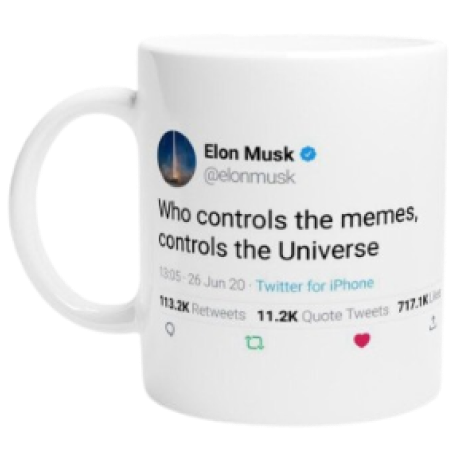 Elon Musk
@elonmusk
Who controls the memes,
controls the Universe
13:05 · 26 Jun 20 · Twitter for iPhone
113.2K Retweets 11.2K Quote Tweets 717.1K